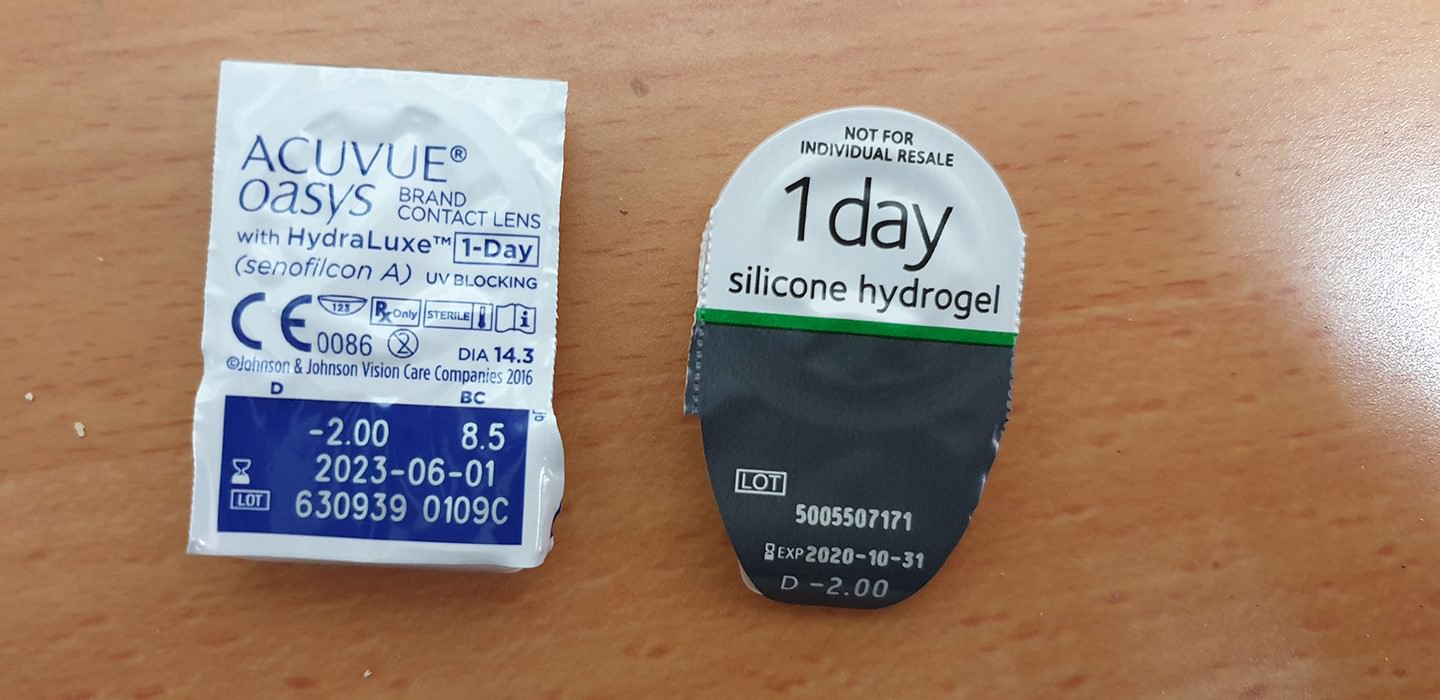 ACUVUE®
oasys BRAND
CONTACT LENS
with HydraLuxe™ 1-Day
(senofilcon A) UV BLOCKING
CE 0086 123 Rx Only STERILE i
2 DIA 14.3
©Johnson & Johnson Vision Care Companies 2016
D BC
-2.00 8.5
2023-06-01
LOT 630939 0109C
NOT FOR
INDIVIDUAL RESALE
1 day
silicone hydrogel
LOT
5005507171
EXP 2020-10-31
D -2.00